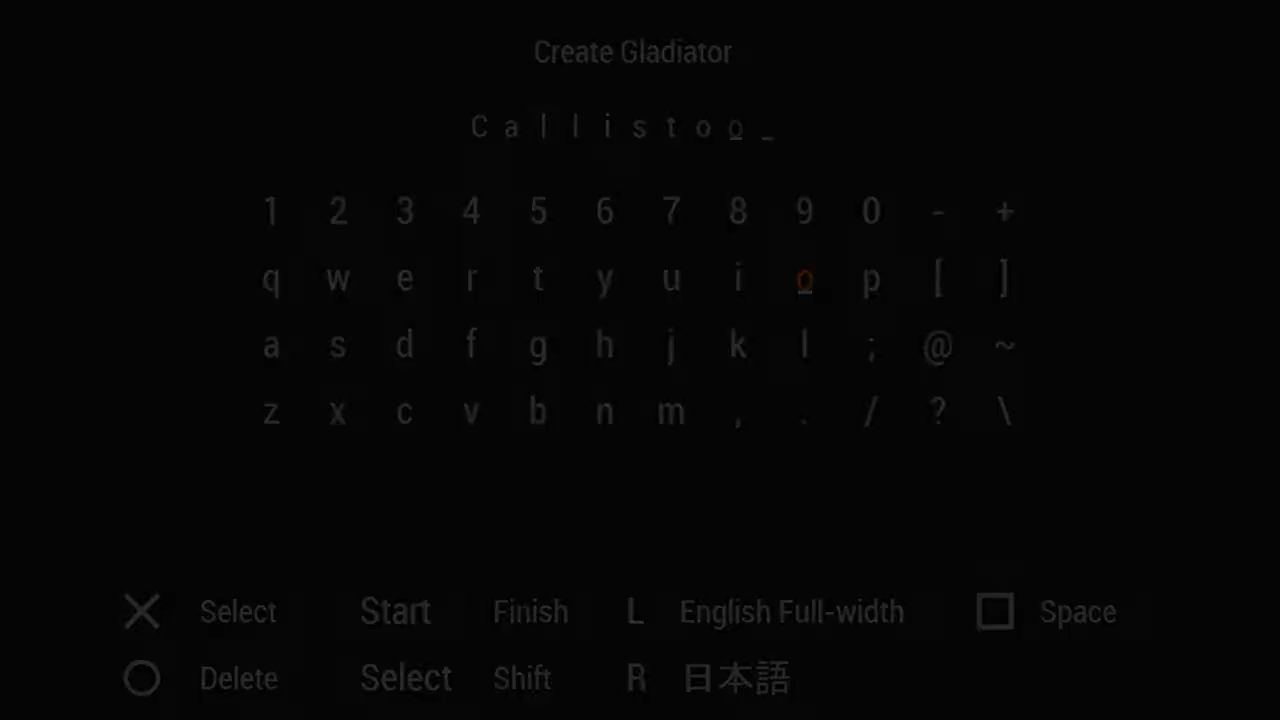 Create Gladiator
Callistoo_
1 2 3 4 5 6 7 8 9 0 - +
q w e r t y u i o p [ ]
a s d f g h j k l ; @ ~
z x c v b n m , . / ? \
Select Start Finish L English Full-width Space
Delete Select Shift R 日本語